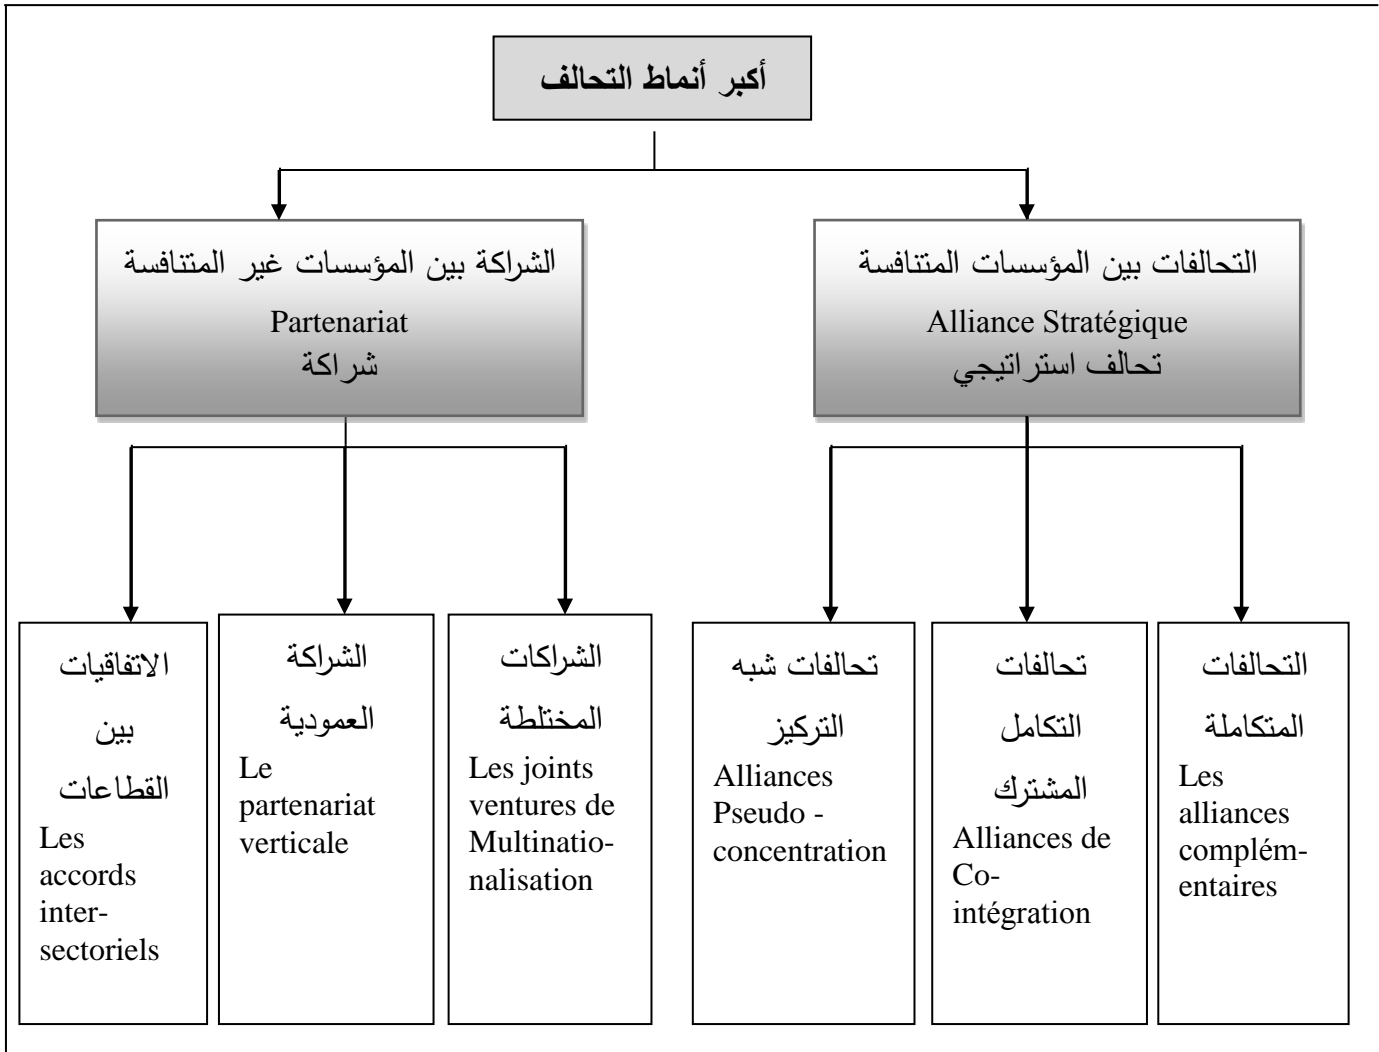 أكبر أنماط التحالف
التحالفات بين المؤسسات المتنافسة
Alliance Stratégique
تحالف استراتيجي
الشراكة بين المؤسسات غير المتنافسة
Partenariat
شراكة
التحالفات
المتكاملة
Les
alliances
complém-
entaires
تحالفات
التكامل
المشترك
Alliances de
Co-
intégration
تحالفات شبه
التركيز
Alliances
Pseudo -
concentration
الشراكات
المختلطة
Les joints
ventures de
Multinatio-
nalisation
الشراكة
العمودية
Le
partenariat
verticale
الاتفاقيات
بين
القطاعات
Les
accords
inter-
sectoriels